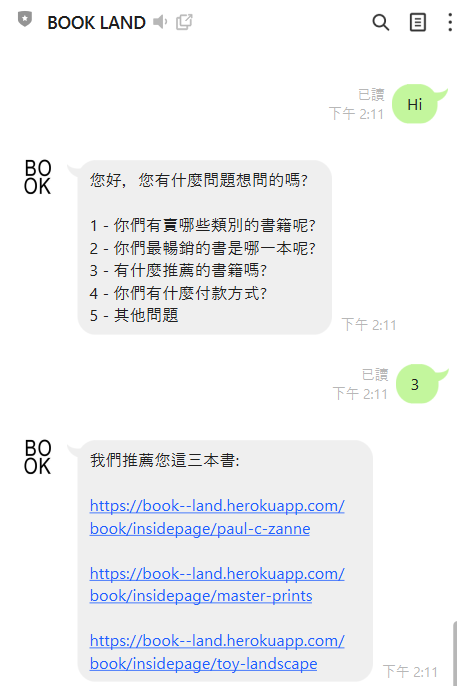 BOOK LAND
已讀
下午 2:11
Hi
BO
OK
您好, 您有什麼問題想問的嗎?
1 - 你們有賣哪些類別的書籍呢?
2 - 你們最暢銷的書是哪一本呢?
3 - 有什麼推薦的書籍嗎?
4 - 你們有什麼付款方式?
5 - 其他問題
下午 2:11
已讀
下午 2:11
3
BO
OK
我們推薦您這三本書:
https://book--land.herokuapp.com/
book/insidepage/paul-c-zanne
https://book--land.herokuapp.com/
book/insidepage/master-prints
https://book--land.herokuapp.com/
book/insidepage/toy-landscape
下午 2:11